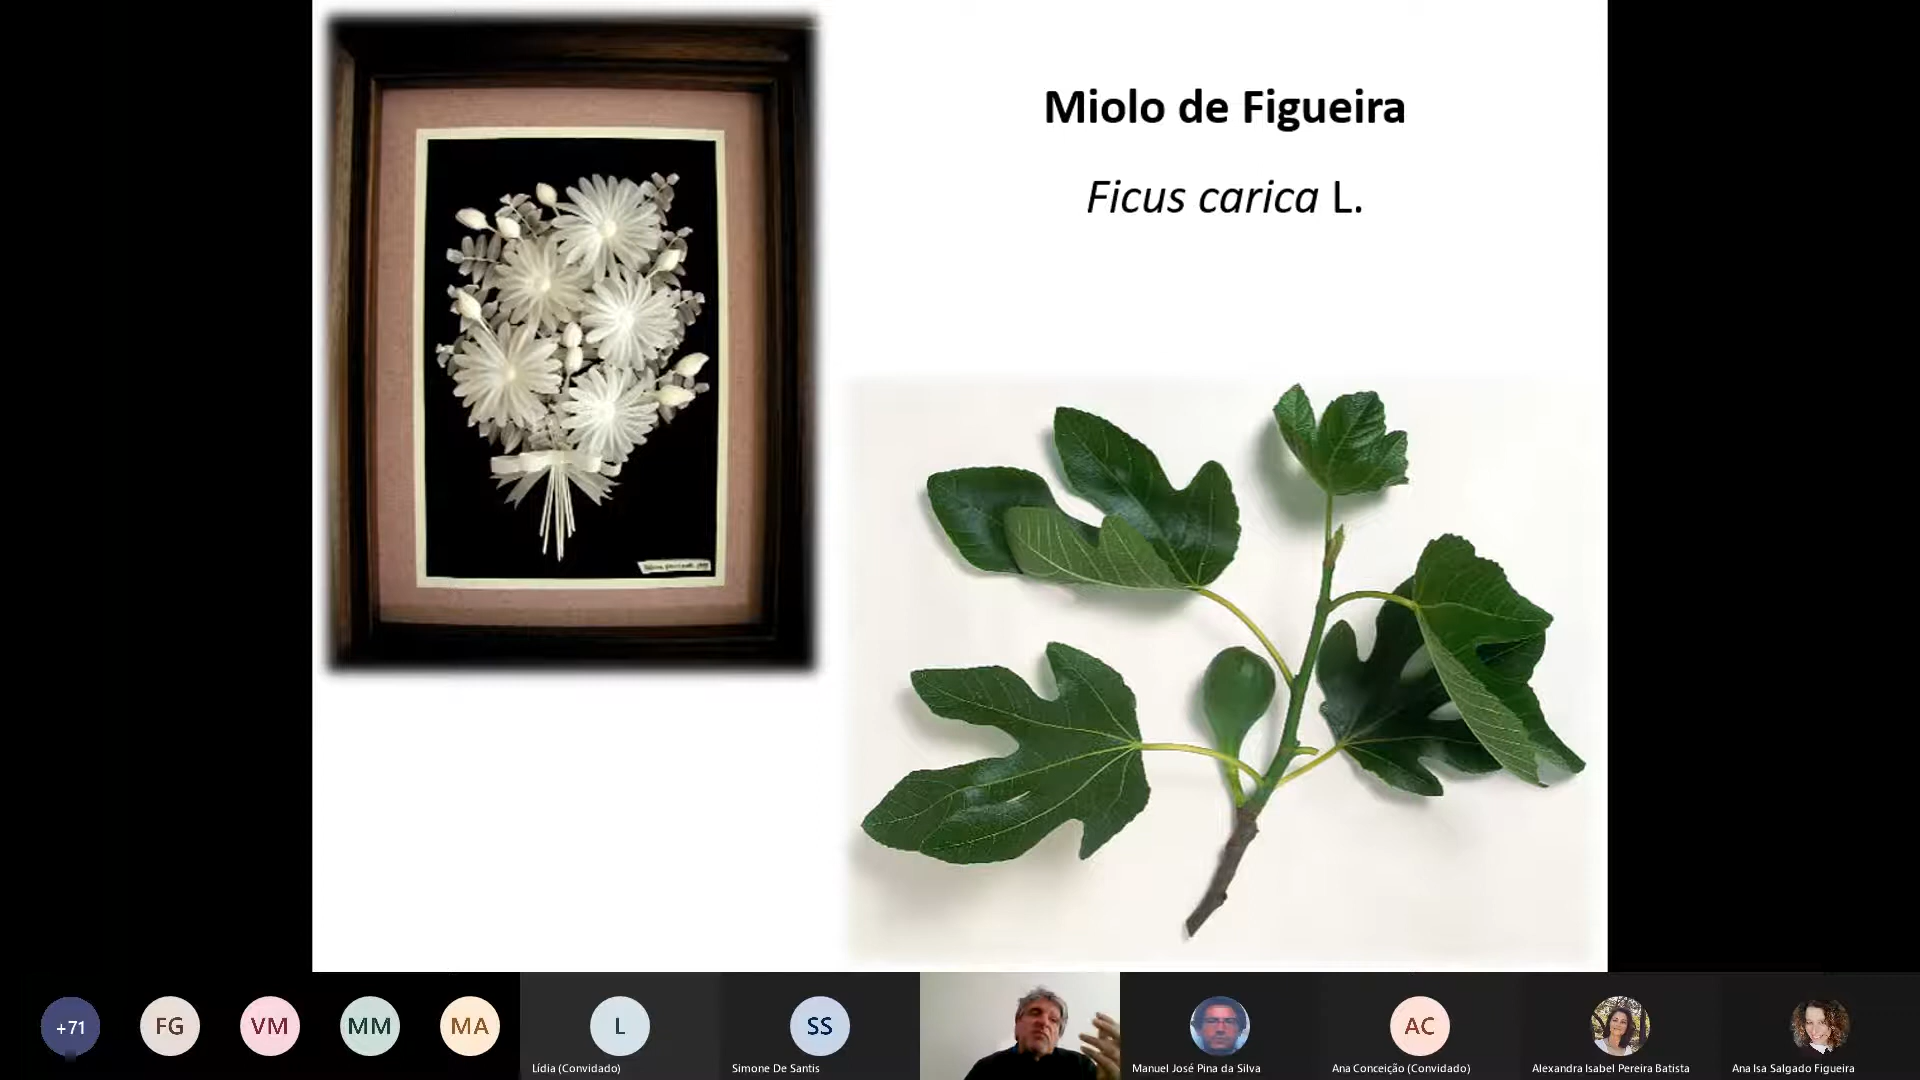 Miolo de Figueira
Ficus carica L.
+71
FG
VM
MM
MA
L
SS
AC
Lídia (Convidado)
Simone De Santis
Manuel José Pina da Silva
Ana Conceição (Convidado)
Alexandra Isabel Pereira Batista
Ana Isa Salgado Figueira